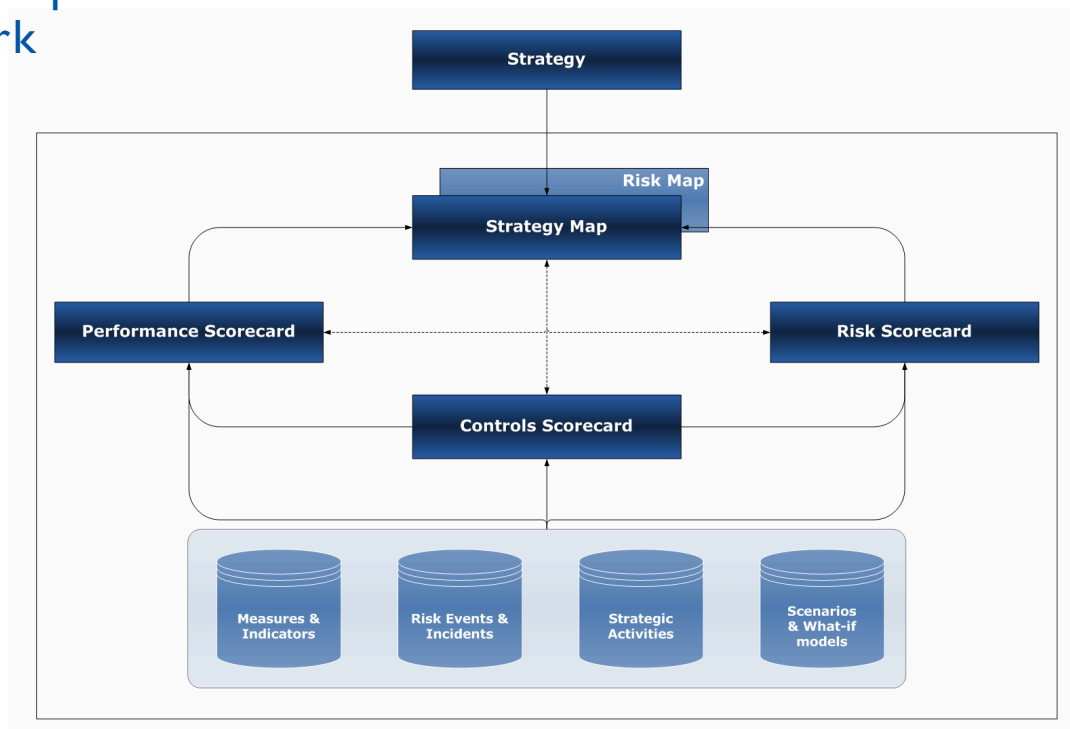 rk
Strategy
Risk Map
Strategy Map
Performance Scorecard
Risk Scorecard
Controls Scorecard
Measures &
Indicators
Risk Events &
Incidents
Strategic
Activities
Scenarios
& What-if
models